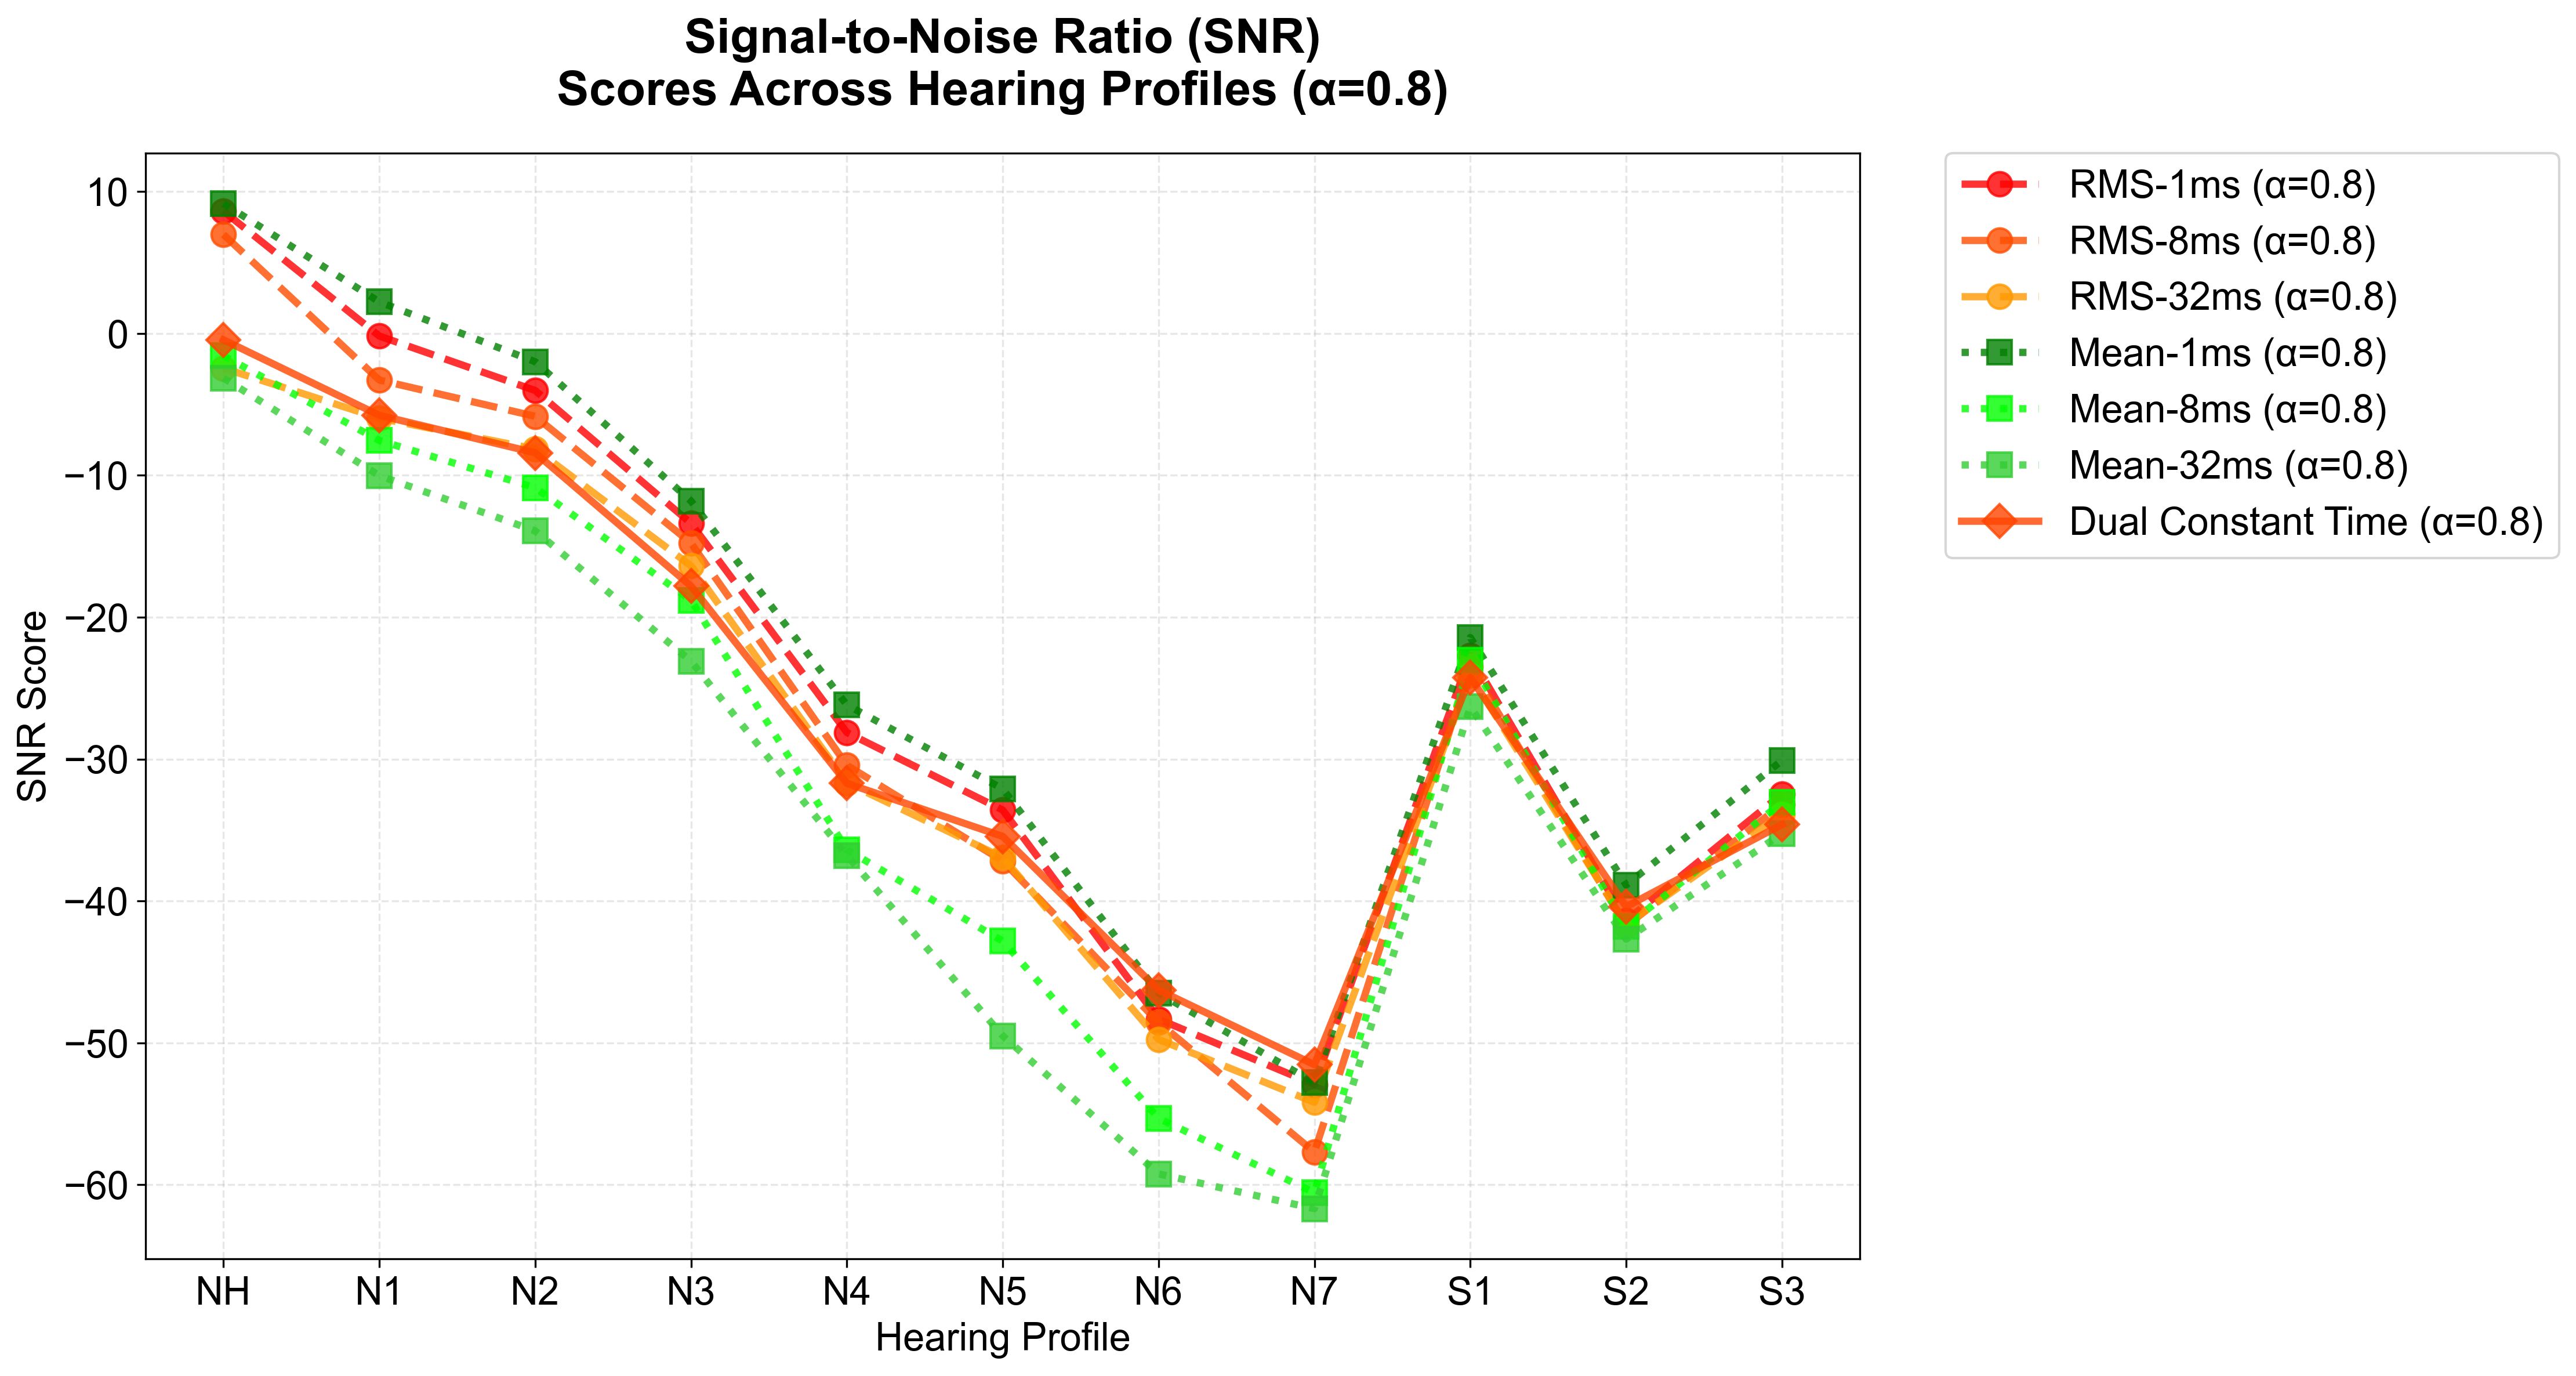 Signal-to-Noise Ratio (SNR)
Scores Across Hearing Profiles (α=0.8)
SNR Score
10
0
−10
−20
−30
−40
−50
−60
NH
N1
N2
N3
N4
N5
N6
N7
S1
S2
S3
Hearing Profile
RMS-1ms (α=0.8)
RMS-8ms (α=0.8)
RMS-32ms (α=0.8)
Mean-1ms (α=0.8)
Mean-8ms (α=0.8)
Mean-32ms (α=0.8)
Dual Constant Time (α=0.8)